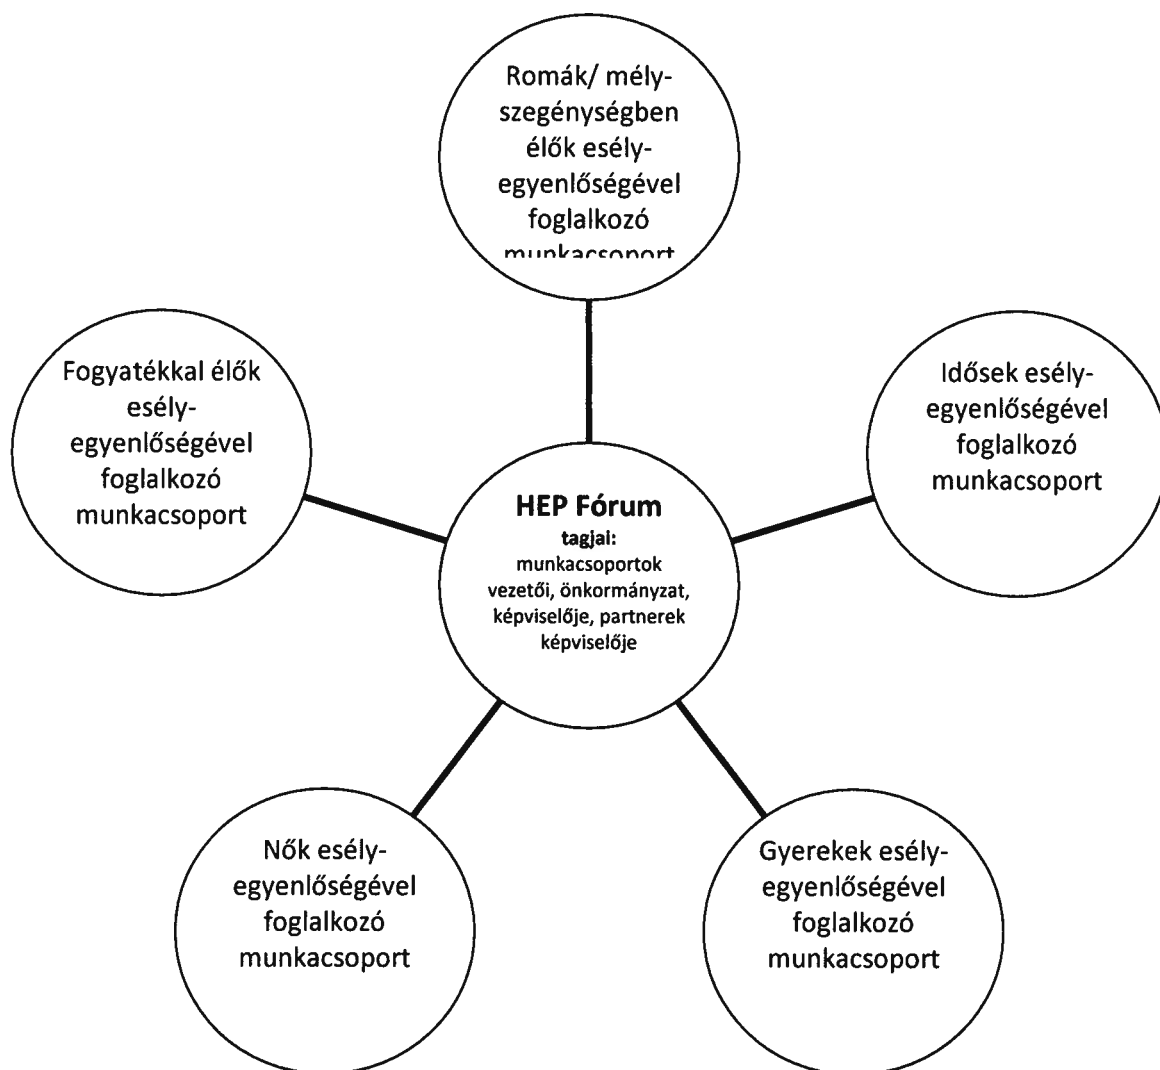 Romák/ mély-
szegénységben
élők esély-
egyenlőségével
foglalkozó
munkacsoport
Fogyatékkal élők
esély-
egyenlőségével
foglalkozó
munkacsoport
Idősek esély-
egyenlőségével
foglalkozó
munkacsoport
HEP Fórum
tagjai:
munkacsoportok
vezetői, önkormányzat,
képviselője, partnerek
képviselője
Nők esély-
egyenlőségével
foglalkozó
munkacsoport
Gyerekek esély-
egyenlőségével
foglalkozó
munkacsoport